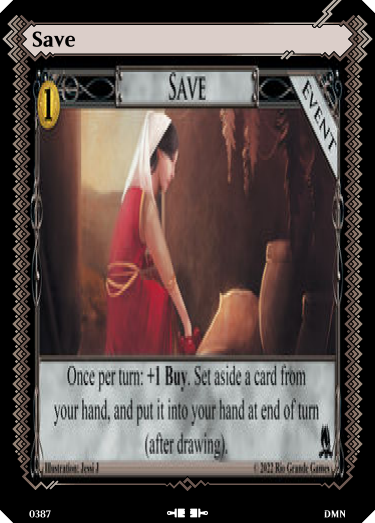 Save
SAVE
1
EVENT
Once per turn: +1 Buy. Set aside a card from
your hand, and put it into your hand at end of turn
(after drawing).
Illustration: Jessi J
©2022 Rio Grande Games
0387
DMN